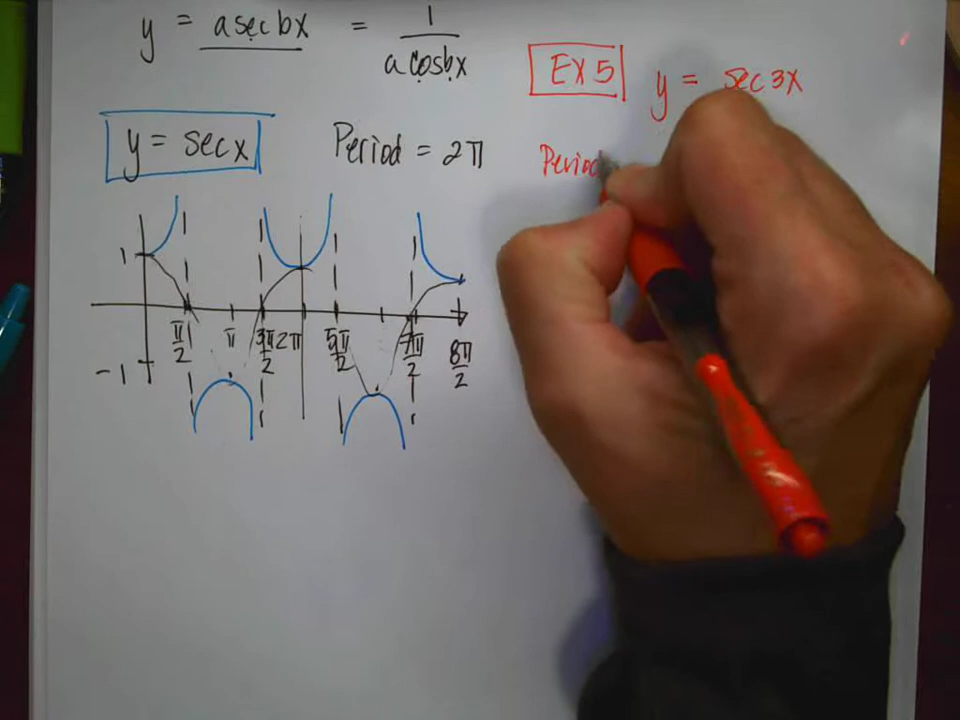 y = a sec bx = 1/(a cos bx)
EX 5 y = sec 3x
y = sec x
Period = 2π
Period
1
-1
π/2 π 3π/2 2π 5π/2 7π/2 8π/2